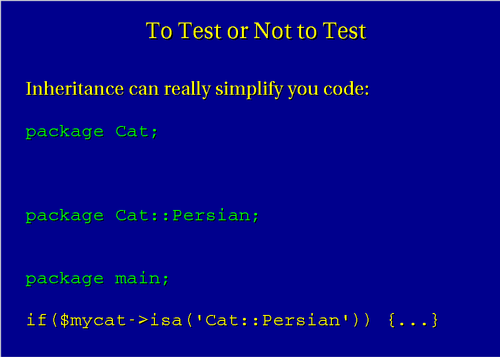 To Test or Not to Test
Inheritance can really simplify you code:
package Cat;
package Cat::Persian;
package main;
if($mycat->isa('Cat::Persian')) {...}